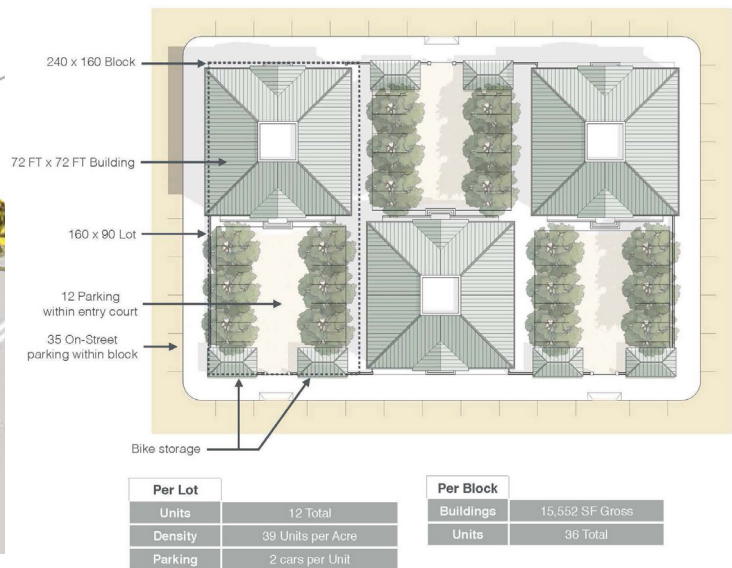 240 x 160 Block
72 FT x 72 FT Building
160 x 90 Lot
12 Parking
within entry court
35 On-Street
parking within block
Bike storage
Per Lot
Units 12 Total
Density 39 Units per Acre
Parking 2 cars per Unit
Per Block
Buildings 15,552 SF Gross
Units 36 Total